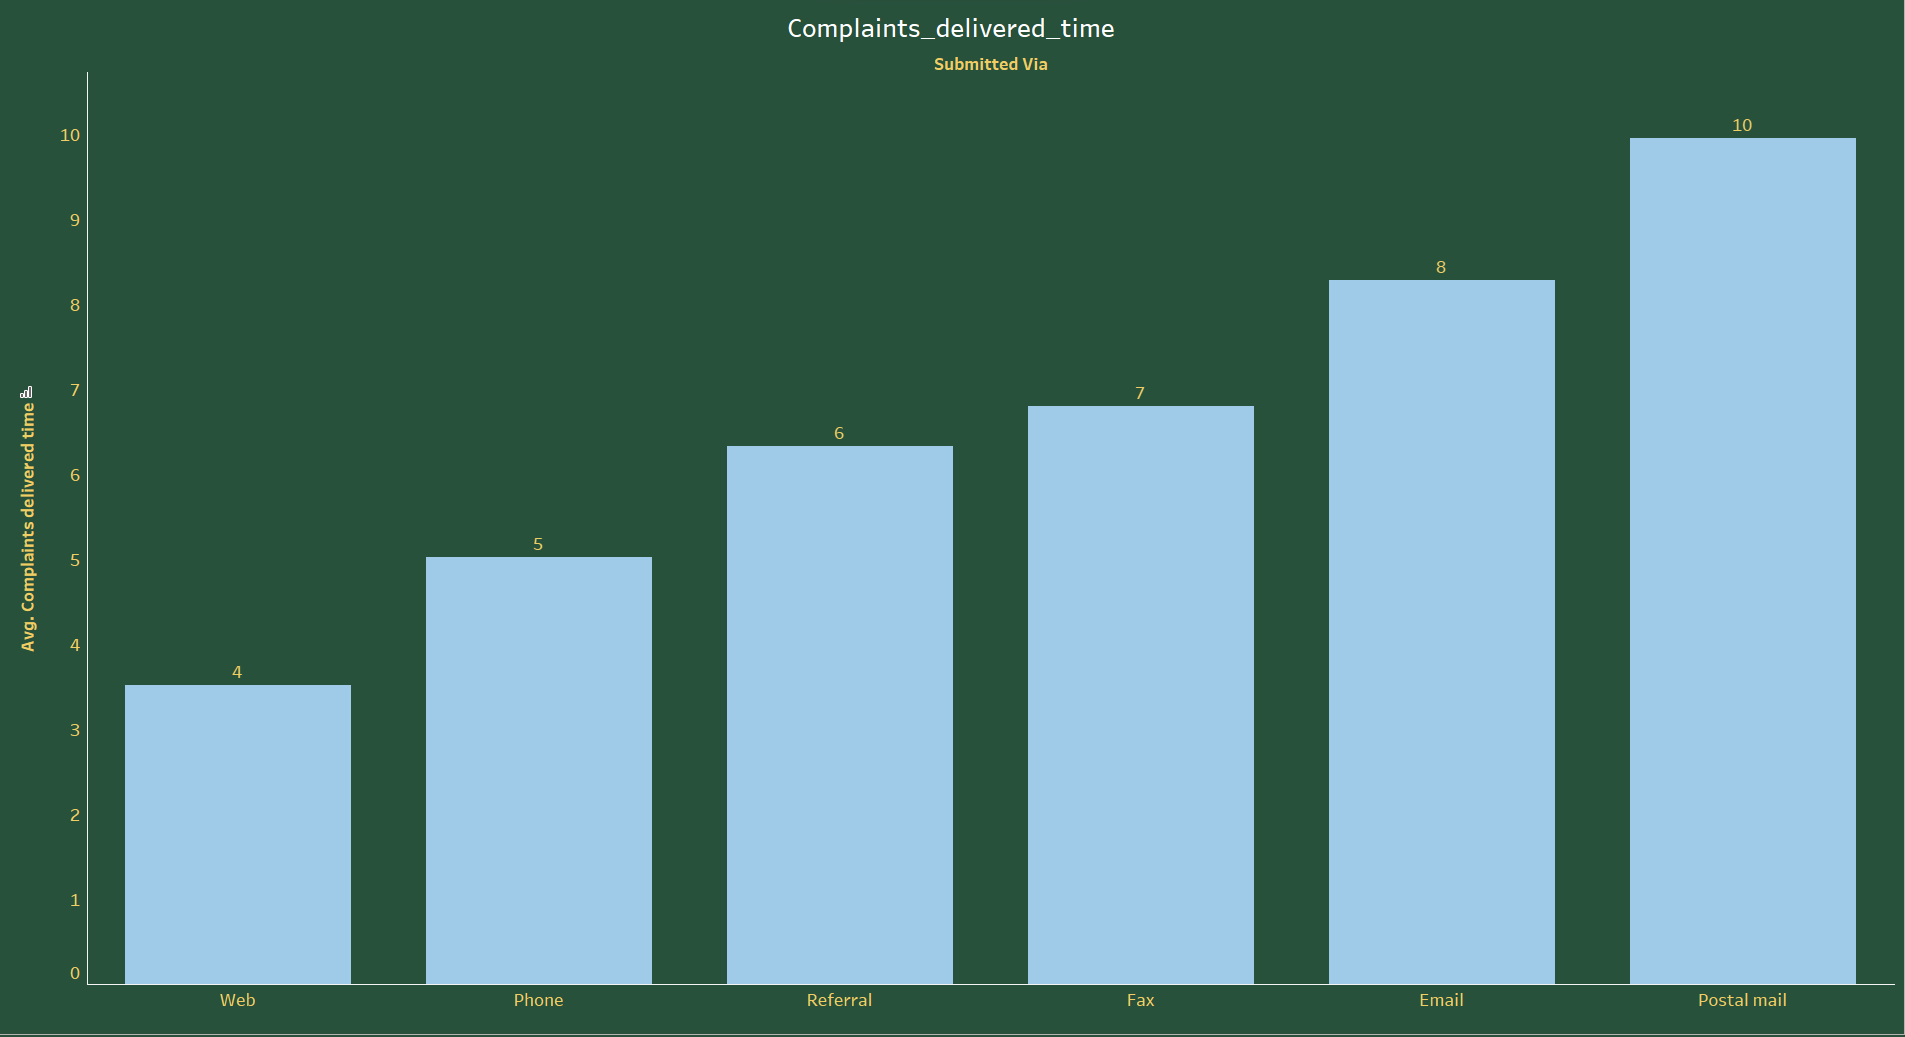 Complaints_delivered_time
Submitted Via
Avg. Complaints delivered time
10
9
8
7
6
5
4
3
2
1
0
4
5
6
7
8
10
Web
Phone
Referral
Fax
Email
Postal mail